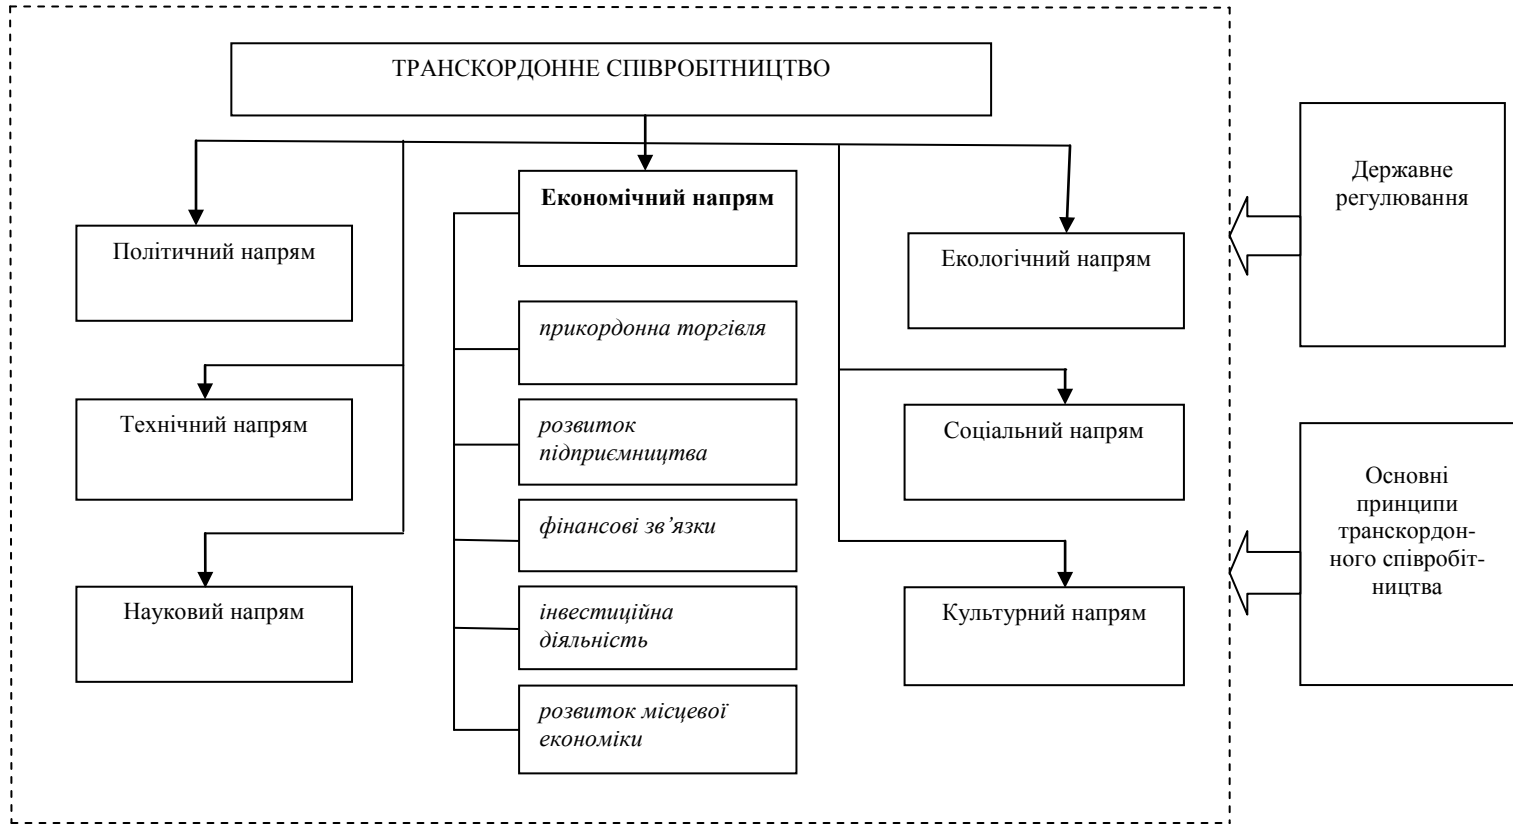 ТРАНСКОРДОННЕ СПІВРОБІТНИЦТВО
Економічний напрям
Політичний напрям
Екологічний напрям
прикордонна торгівля
Технічний напрям
Соціальний напрям
розвиток
підприємництва
фінансові зв’язки
Науковий напрям
Культурний напрям
інвестиційна
діяльність
розвиток місцевої
економіки
Державне
регулювання
Основні
принципи
транскордон-
ного співробіт-
ництва